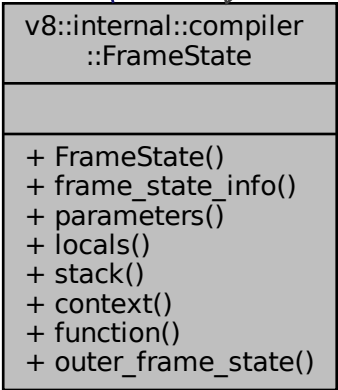 v8::internal::compiler
::FrameState
+ FrameState()
+ frame_state_info()
+ parameters()
+ locals()
+ stack()
+ context()
+ function()
+ outer_frame_state()